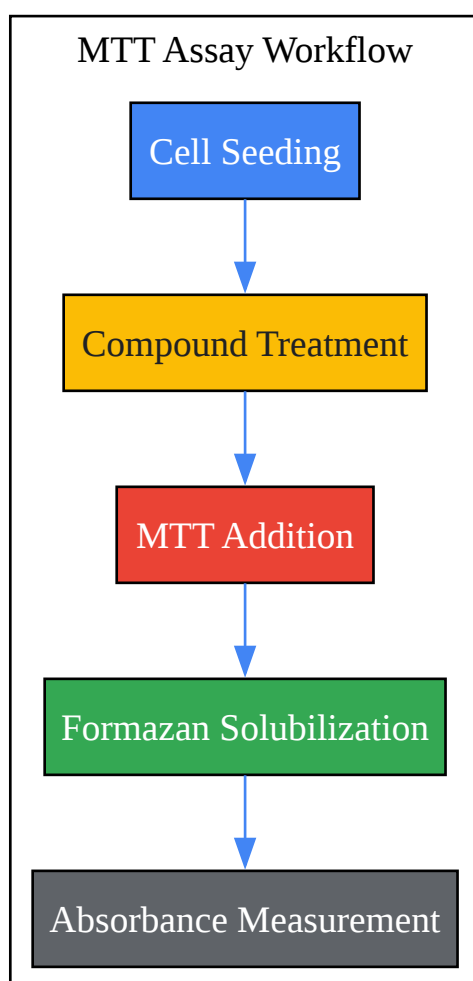 MTT Assay Workflow
Cell Seeding
Compound Treatment
MTT Addition
Formazan Solubilization
Absorbance Measurement